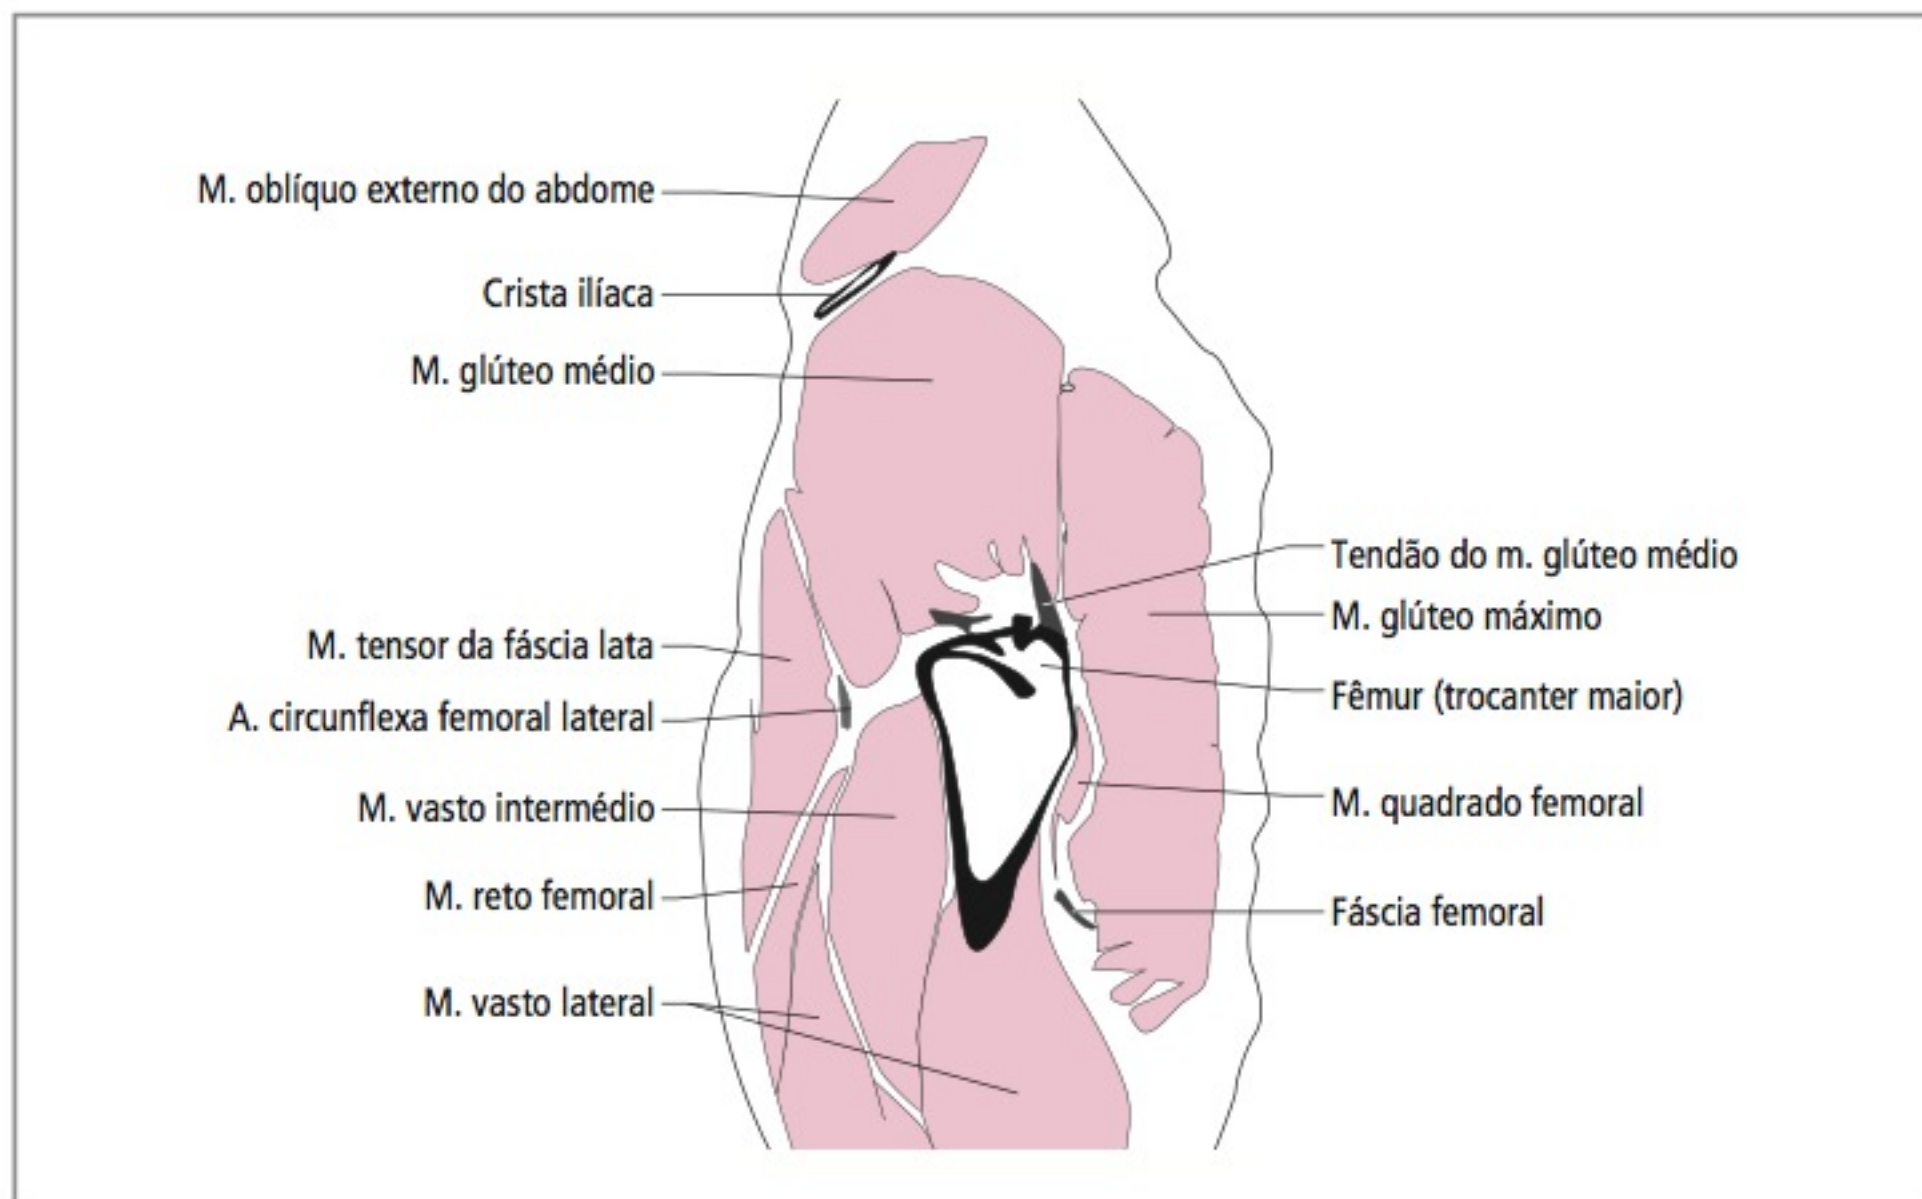 M. oblíquo externo do abdome
Crista ilíaca
M. glúteo médio
M. tensor da fáscia lata
A. circunflexa femoral lateral
M. vasto intermédio
M. reto femoral
M. vasto lateral
Tendão do m. glúteo médio
M. glúteo máximo
Fêmur (trocanter maior)
M. quadrado femoral
Fáscia femoral